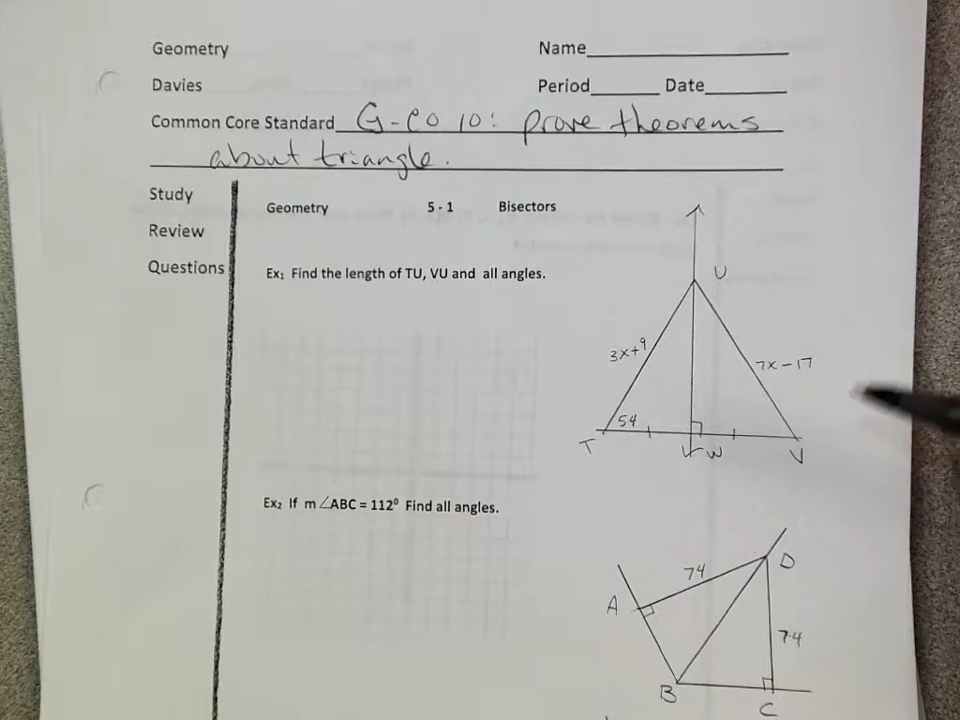 Geometry
Name
Davies
Period Date
Common Core Standard G-CO 10: prove theorems
about triangle.
Study
Review
Questions
Geometry 5 - 1 Bisectors
Ex1 Find the length of TU, VU and all angles.
U
3x+9
7x-17
54
T
W
V
Ex2 If m∠ABC = 112⁰ Find all angles.
74
D
A
74
B
C